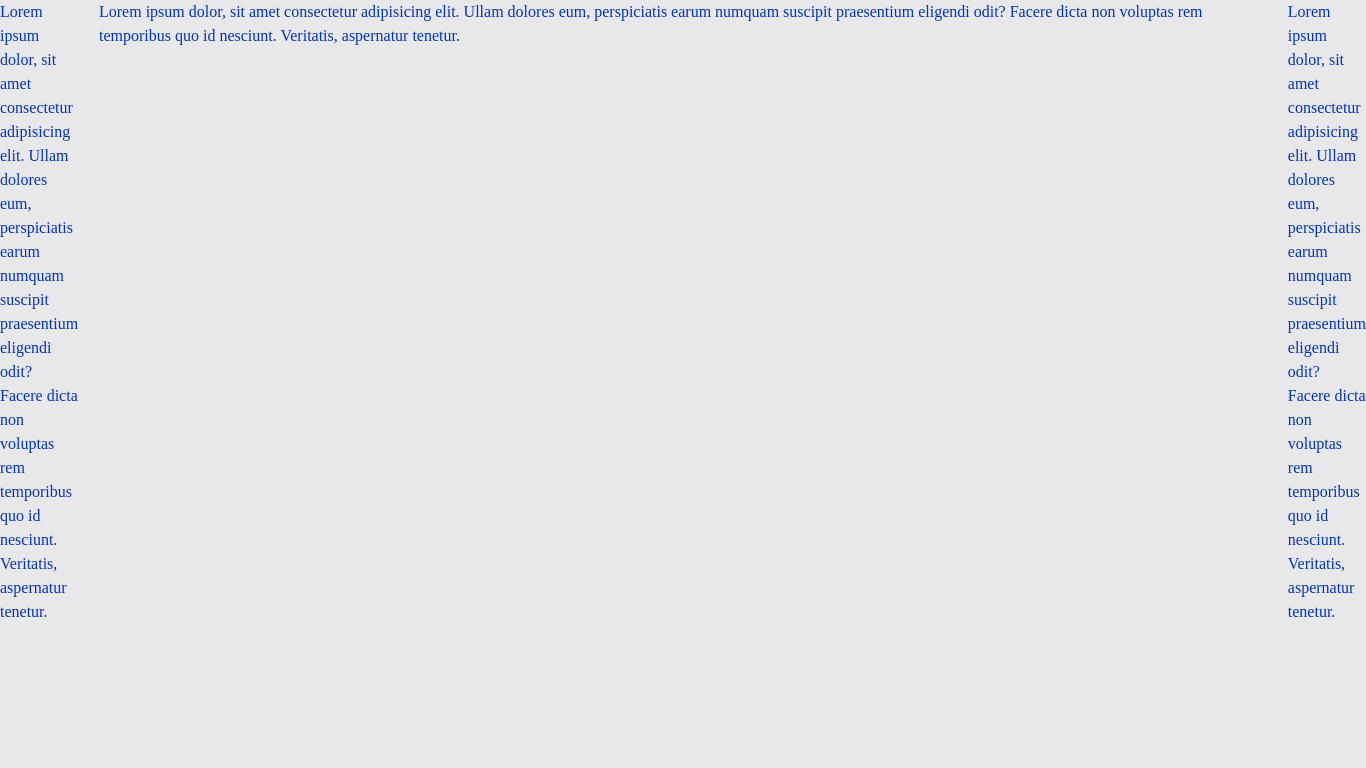 Lorem
ipsum
dolor, sit
amet
consectetur
adipisicing
elit. Ullam
dolores
eum,
perspiciatis
earum
numquam
suscipit
praesentium
eligendi
odit?
Facere dicta
non
voluptas
rem
temporibus
quo id
nesciunt.
Veritatis,
aspernatur
tenetur.
Lorem ipsum dolor, sit amet consectetur adipisicing elit. Ullam dolores eum, perspiciatis earum numquam suscipit praesentium eligendi odit? Facere dicta non voluptas rem
temporibus quo id nesciunt. Veritatis, aspernatur tenetur.
Lorem
ipsum
dolor, sit
amet
consectetur
adipisicing
elit. Ullam
dolores
eum,
perspiciatis
earum
numquam
suscipit
praesentium
eligendi
odit?
Facere dicta
non
voluptas
rem
temporibus
quo id
nesciunt.
Veritatis,
aspernatur
tenetur.